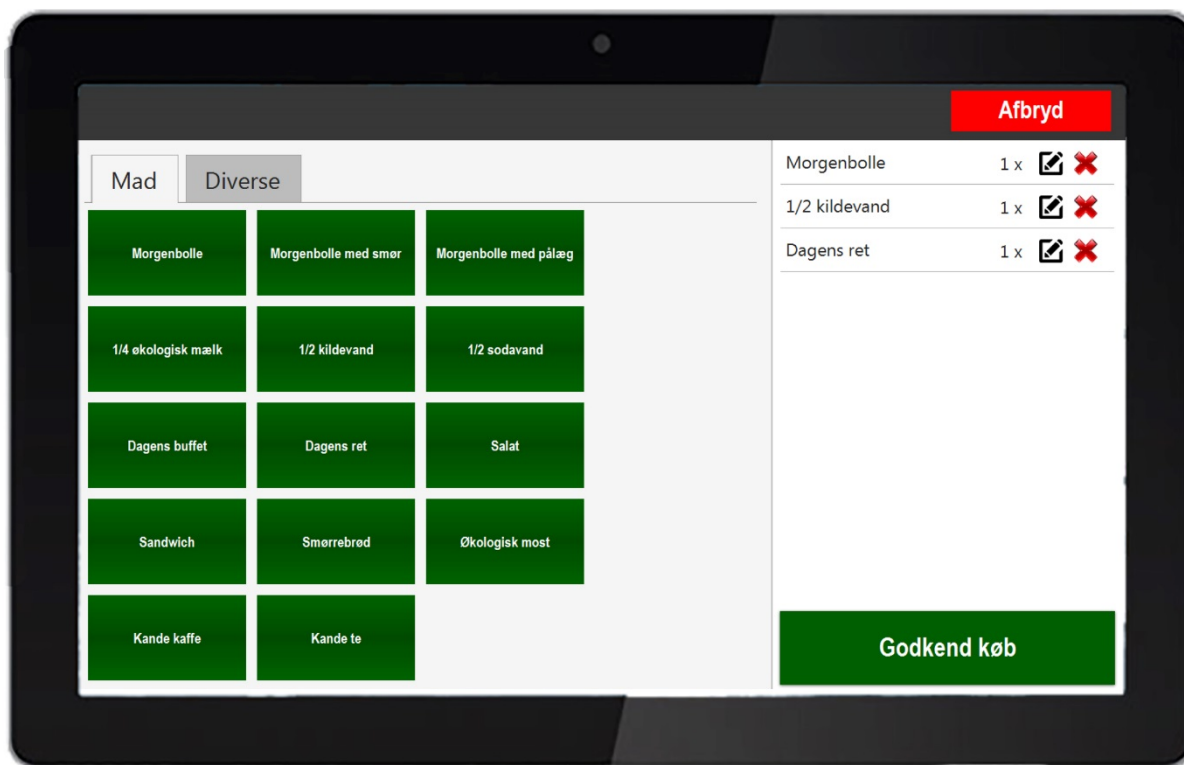 Afbryd
Mad
Diverse
Morgenbolle
Morgenbolle med smør
Morgenbolle med pålæg
1/4 økologisk mælk
1/2 kildevand
1/2 sodavand
Dagens buffet
Dagens ret
Salat
Sandwich
Smørrebrød
Økologisk most
Kande kaffe
Kande te
Morgenbolle 1 x
1/2 kildevand 1 x
Dagens ret 1 x
Godkend køb